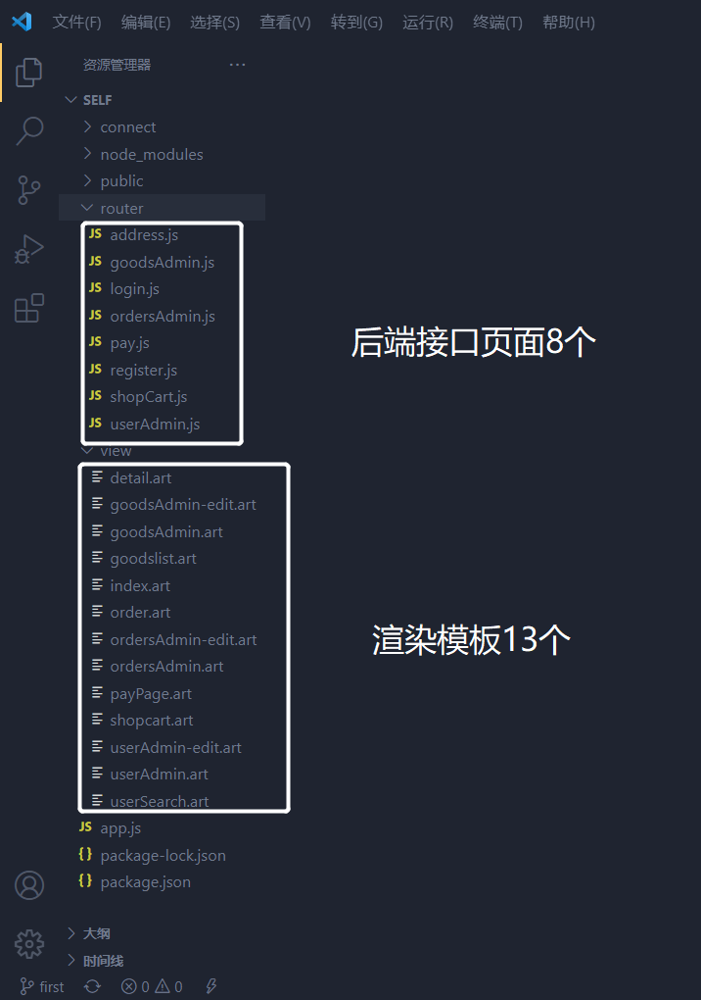 文件(F) 编辑(E) 选择(S) 查看(V) 转到(G) 运行(R) 终端(T) 帮助(H)
资源管理器 ···
SELF
connect
node_modules
public
router
JS address.js
JS goodsAdmin.js
JS login.js
JS ordersAdmin.js
JS pay.js
JS register.js
JS shopCart.js
JS userAdmin.js
后端接口页面8个
view
detail.art
goodsAdmin-edit.art
goodsAdmin.art
goodslist.art
index.art
order.art
ordersAdmin-edit.art
ordersAdmin.art
payPage.art
shopcart.art
userAdmin-edit.art
userAdmin.art
userSearch.art
渲染模板13个
JS app.js
{ } package-lock.json
{ } package.json
大纲
时间线
first 0 0